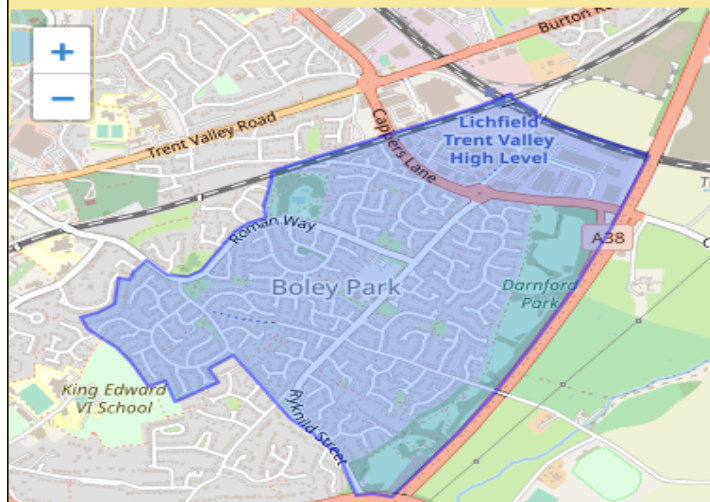 +
−
Burton R
Trent Valley Road
Cappers Lane
Lichfield
Trent Valley
High Level
Roman Way
A38
Boley Park
Darnford
Park
King Edward
VI School
Ryknild Street